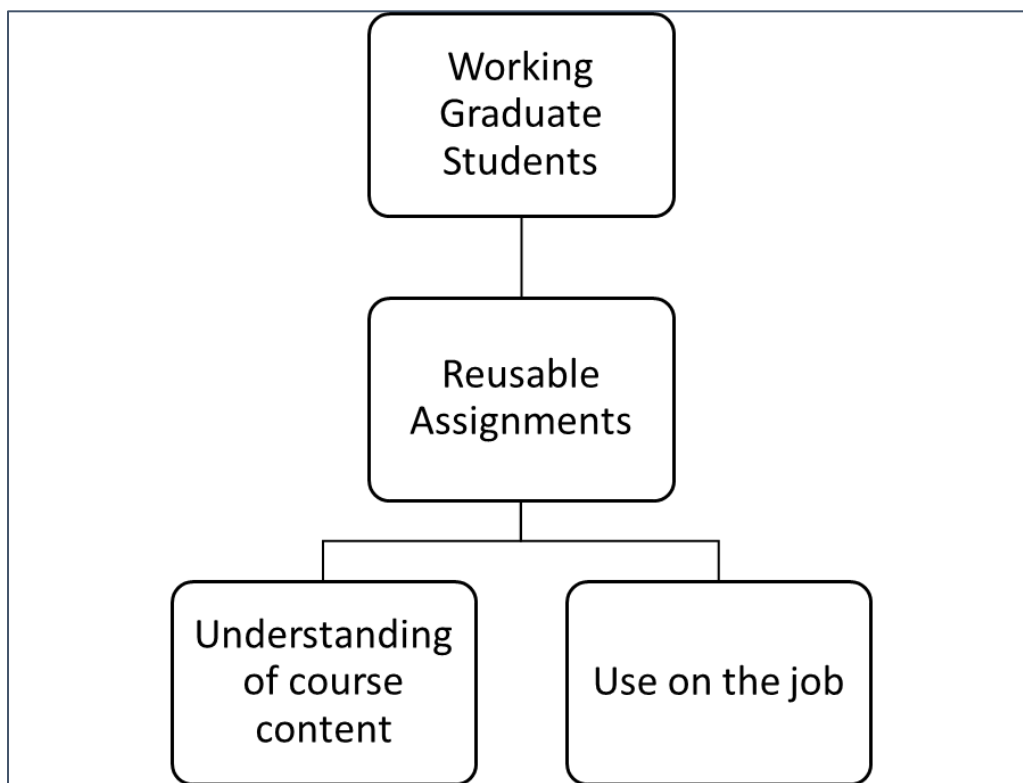 Working
Graduate
Students
Reusable
Assignments
Understanding
of course
content
Use on the job